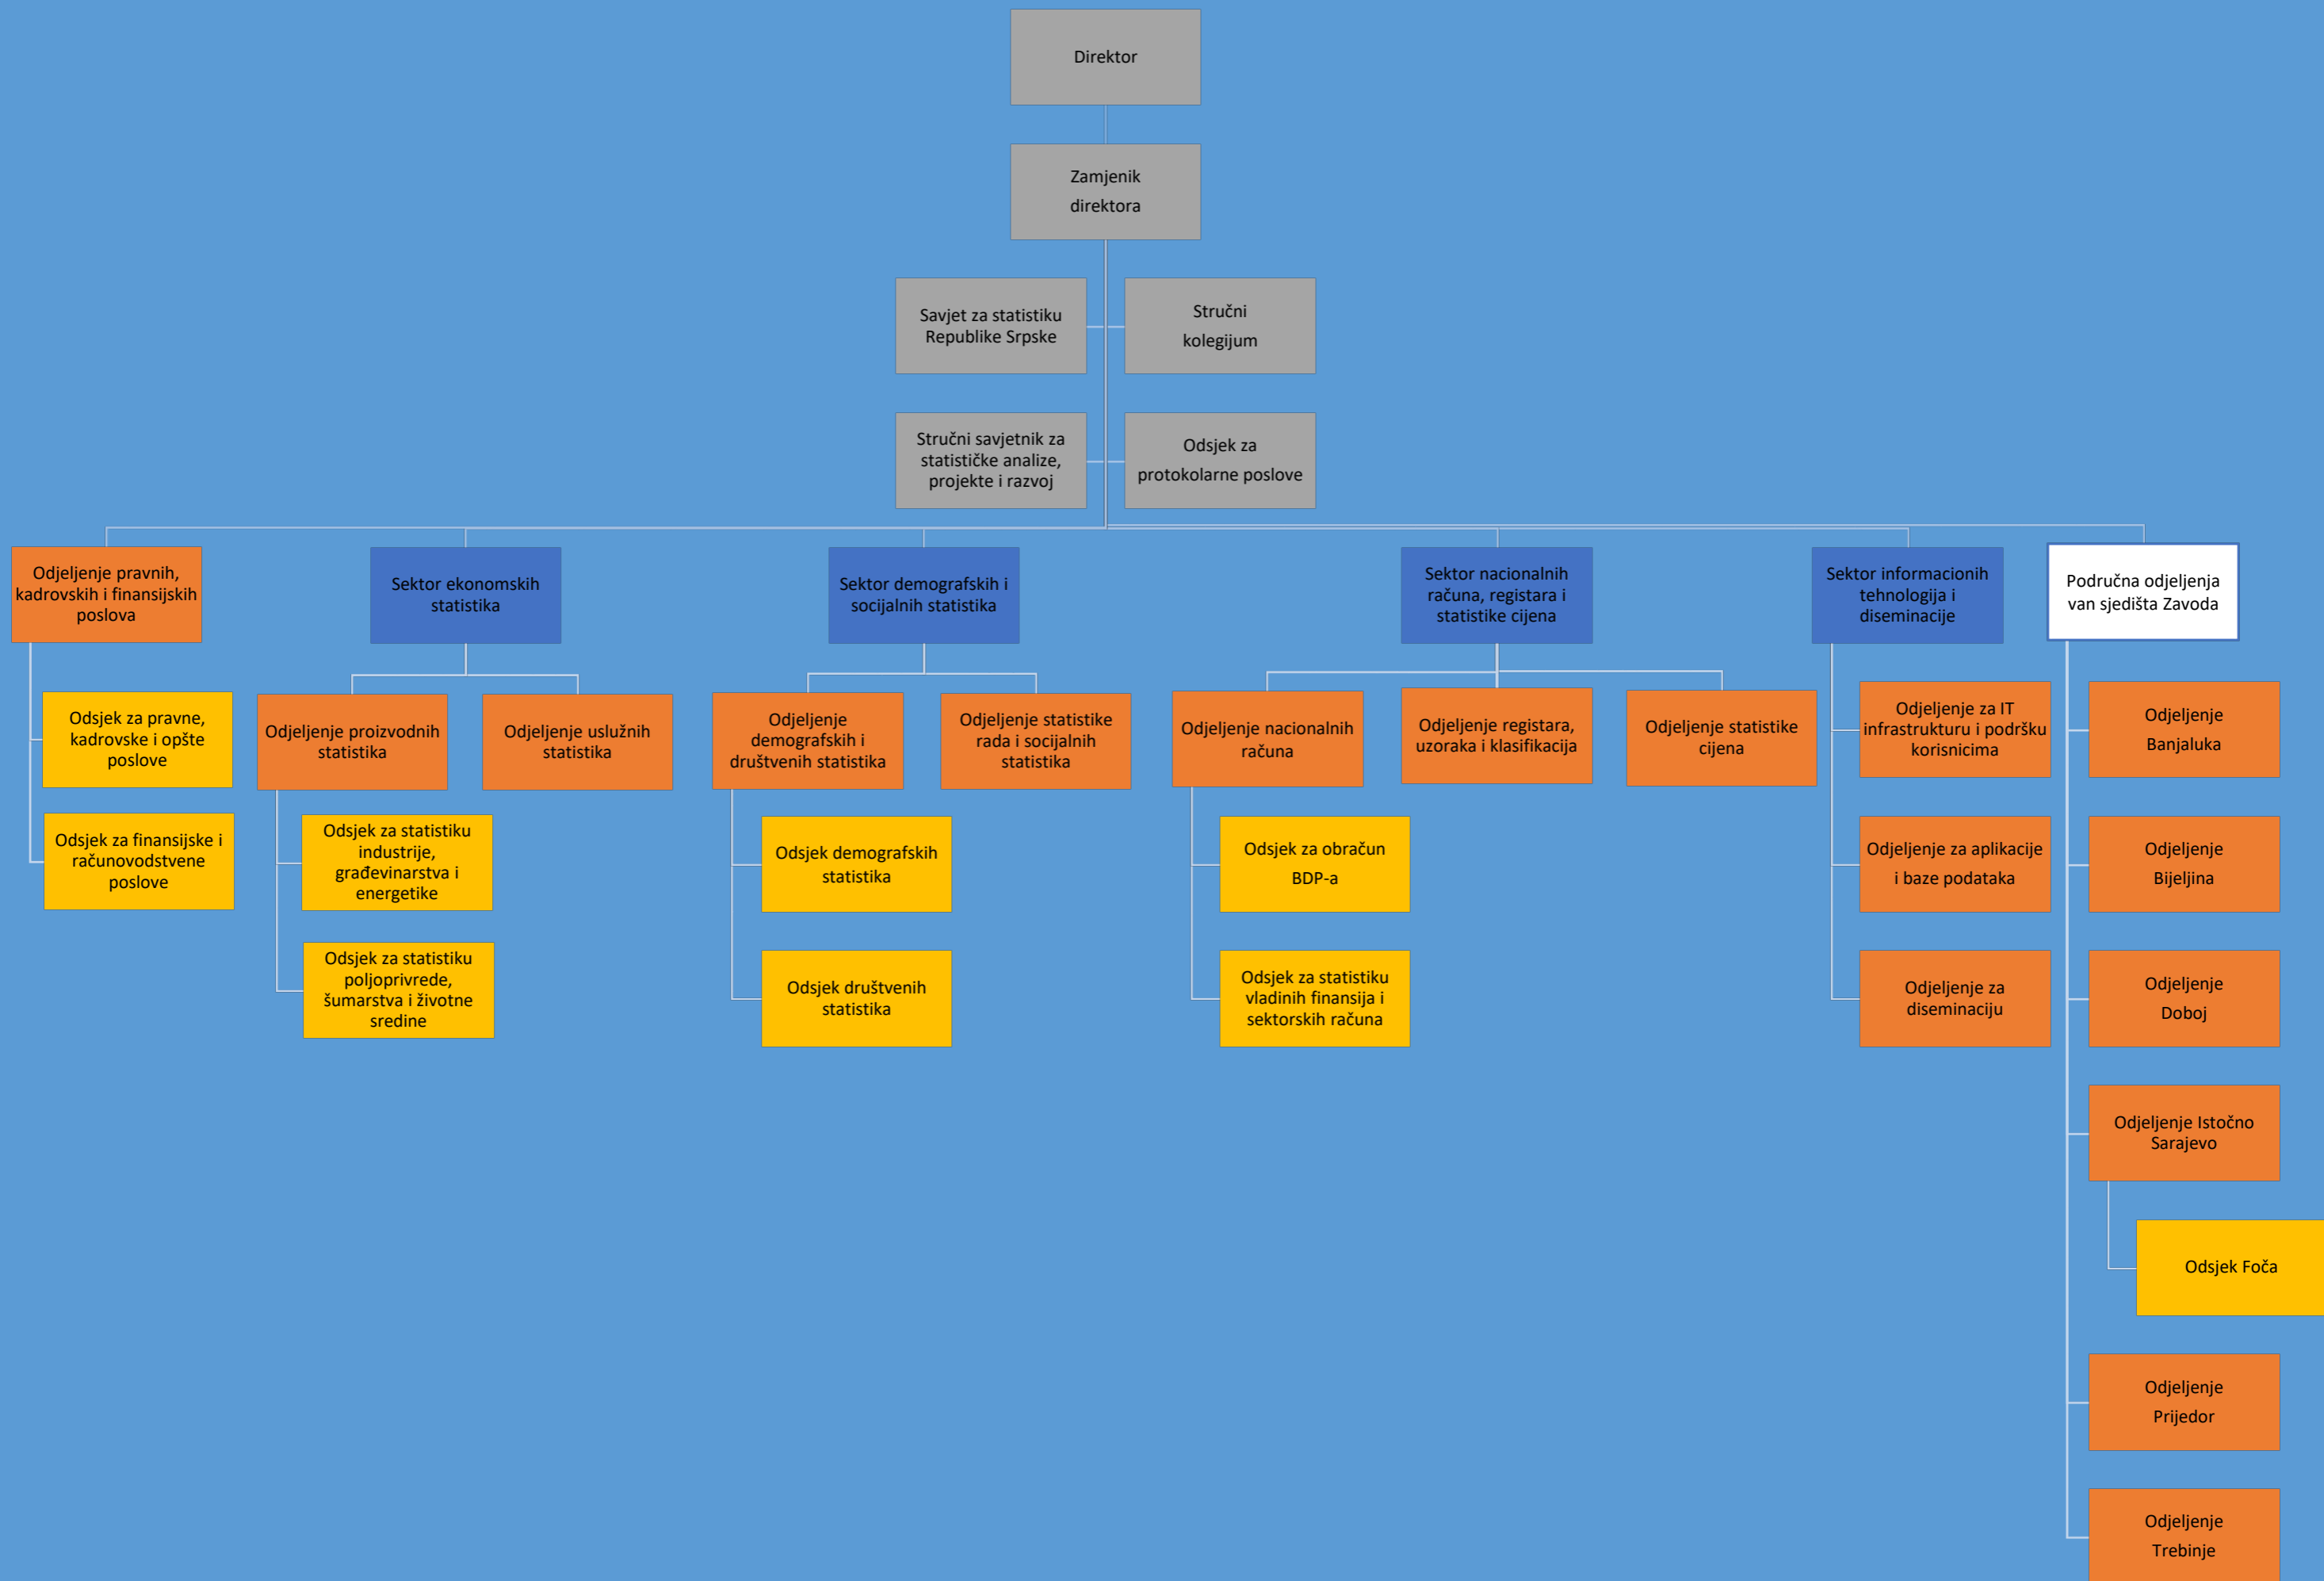 Direktor
Zamjenik
direktora
Savjet za statistiku
Republike Srpske
Stručni
kolegijum
Stručni savjetnik za
statističke analize,
projekte i razvoj
Odsjek za
protokolarne poslove
Odjeljenje pravnih,
kadrovskih i finansijskih
poslova
Sektor ekonomskih
statistika
Sektor demografskih i
socijalnih statistika
Sektor nacionalnih
računa, registara i
statistike cijena
Sektor informacionih
tehnologija i
diseminacije
Područna odjeljenja
van sjedišta Zavoda
Odsjek za pravne,
kadrovske i opšte
poslove
Odsjek za finansijske i
računovodstvene
poslove
Odjeljenje proizvodnih
statistika
Odjeljenje uslužnih
statistika
Odsjek za statistiku
industrije,
građevinarstva i
energetike
Odsjek za statistiku
poljoprivrede,
šumarstva i životne
sredine
Odjeljenje
demografskih i
društvenih statistika
Odjeljenje statistike
rada i socijalnih
statistika
Odsjek demografskih
statistika
Odsjek društvenih
statistika
Odjeljenje nacionalnih
računa
Odjeljenje registara,
uzoraka i klasifikacija
Odjeljenje statistike
cijena
Odsjek za obračun
BDP-a
Odsjek za statistiku
vladinih finansija i
sektorskih računa
Odjeljenje za IT
infrastrukturu i podršku
korisnicima
Odjeljenje za aplikacije
i baze podataka
Odjeljenje za
diseminaciju
Odjeljenje
Banjaluka
Odjeljenje
Bijeljina
Odjeljenje
Doboj
Odjeljenje Istočno
Sarajevo
Odsjek Foča
Odjeljenje
Prijedor
Odjeljenje
Trebinje